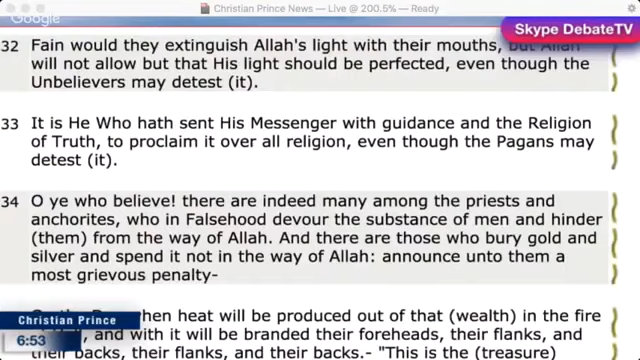 Christian Prince News — Live @ 200.5% — Ready
Google
Skype DebateTV
32 Fain would they extinguish Allah's light with their mouths, but Allah
will not allow but that His light should be perfected, even though the
Unbelievers may detest (it).
33 It is He Who hath sent His Messenger with guidance and the Religion
of Truth, to proclaim it over all religion, even though the Pagans may
detest (it).
34 O ye who believe! there are indeed many among the priests and
anchorites, who in Falsehood devour the substance of men and hinder
(them) from the way of Allah. And there are those who bury gold and
silver and spend it not in the way of Allah: announce unto them a
most grievous penalty-
when heat will be produced out of that (wealth) in the fire
and with it will be branded their foreheads, their flanks, and
their backs, their flanks, and their backs.- "This is the (treasure)
Christian Prince
6:53